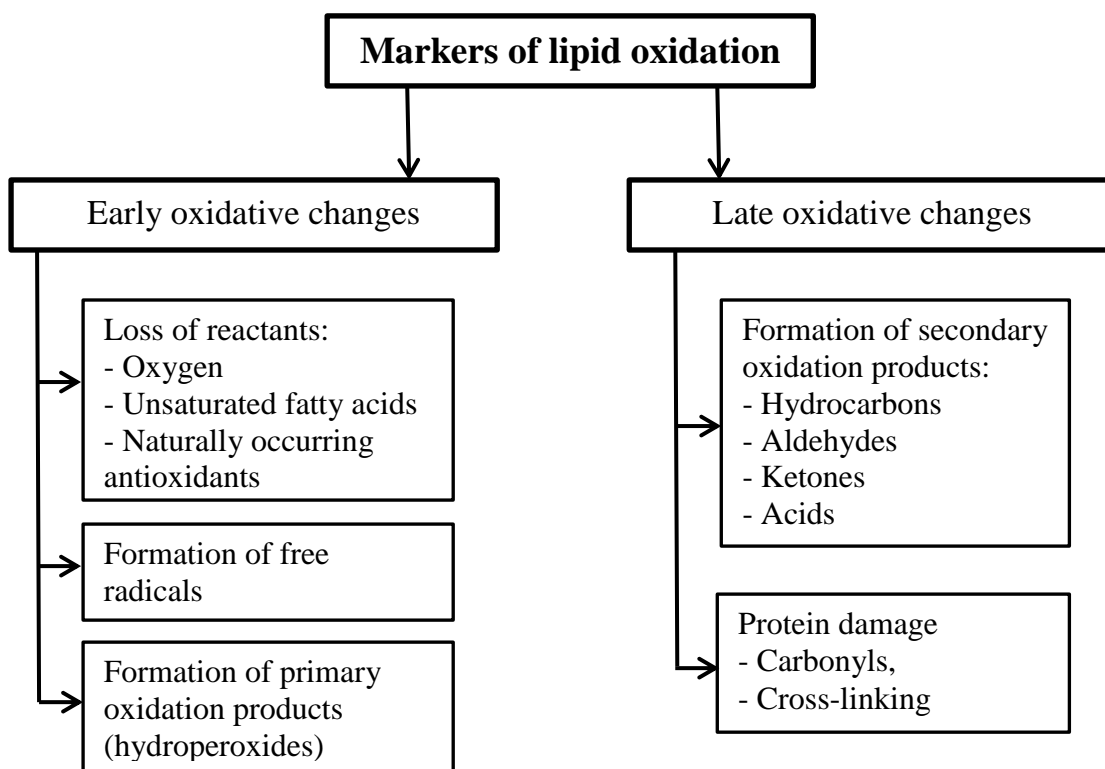 Markers of lipid oxidation
Early oxidative changes
Loss of reactants:
- Oxygen
- Unsaturated fatty acids
- Naturally occurring
antioxidants
Formation of free
radicals
Formation of primary
oxidation products
(hydroperoxides)
Late oxidative changes
Formation of secondary
oxidation products:
- Hydrocarbons
- Aldehydes
- Ketones
- Acids
Protein damage
- Carbonyls,
- Cross-linking